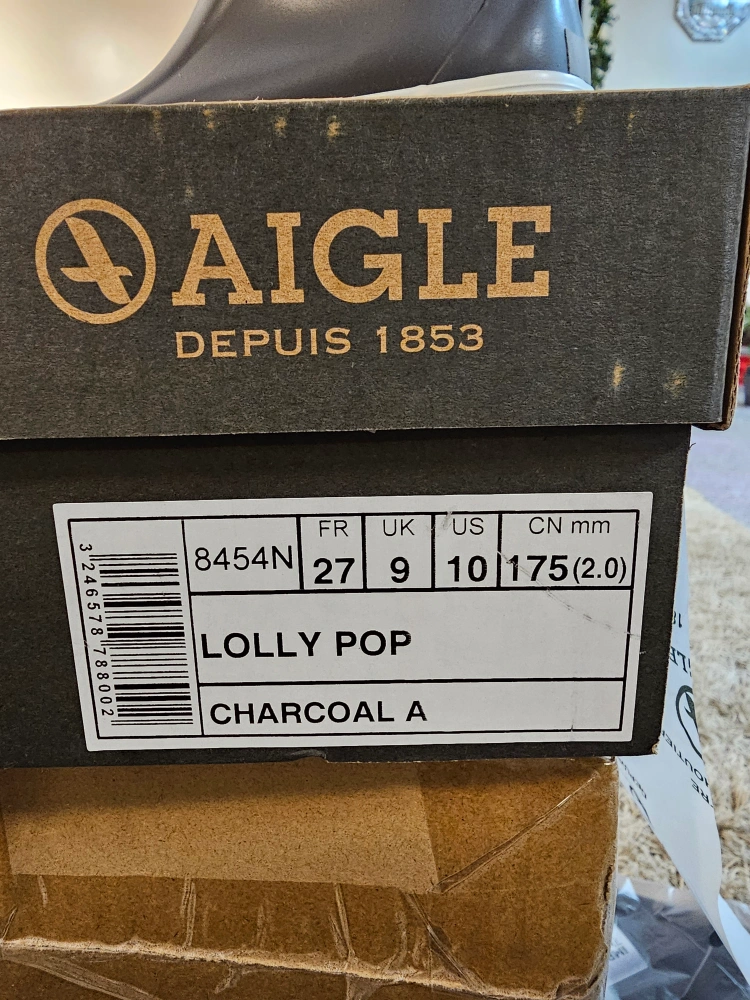 AIGLE
DEPUIS 1853
8454N
FR
27
UK
9
US
10
CN mm
175(2.0)
LOLLY POP
CHARCOAL A
3 246578 788002